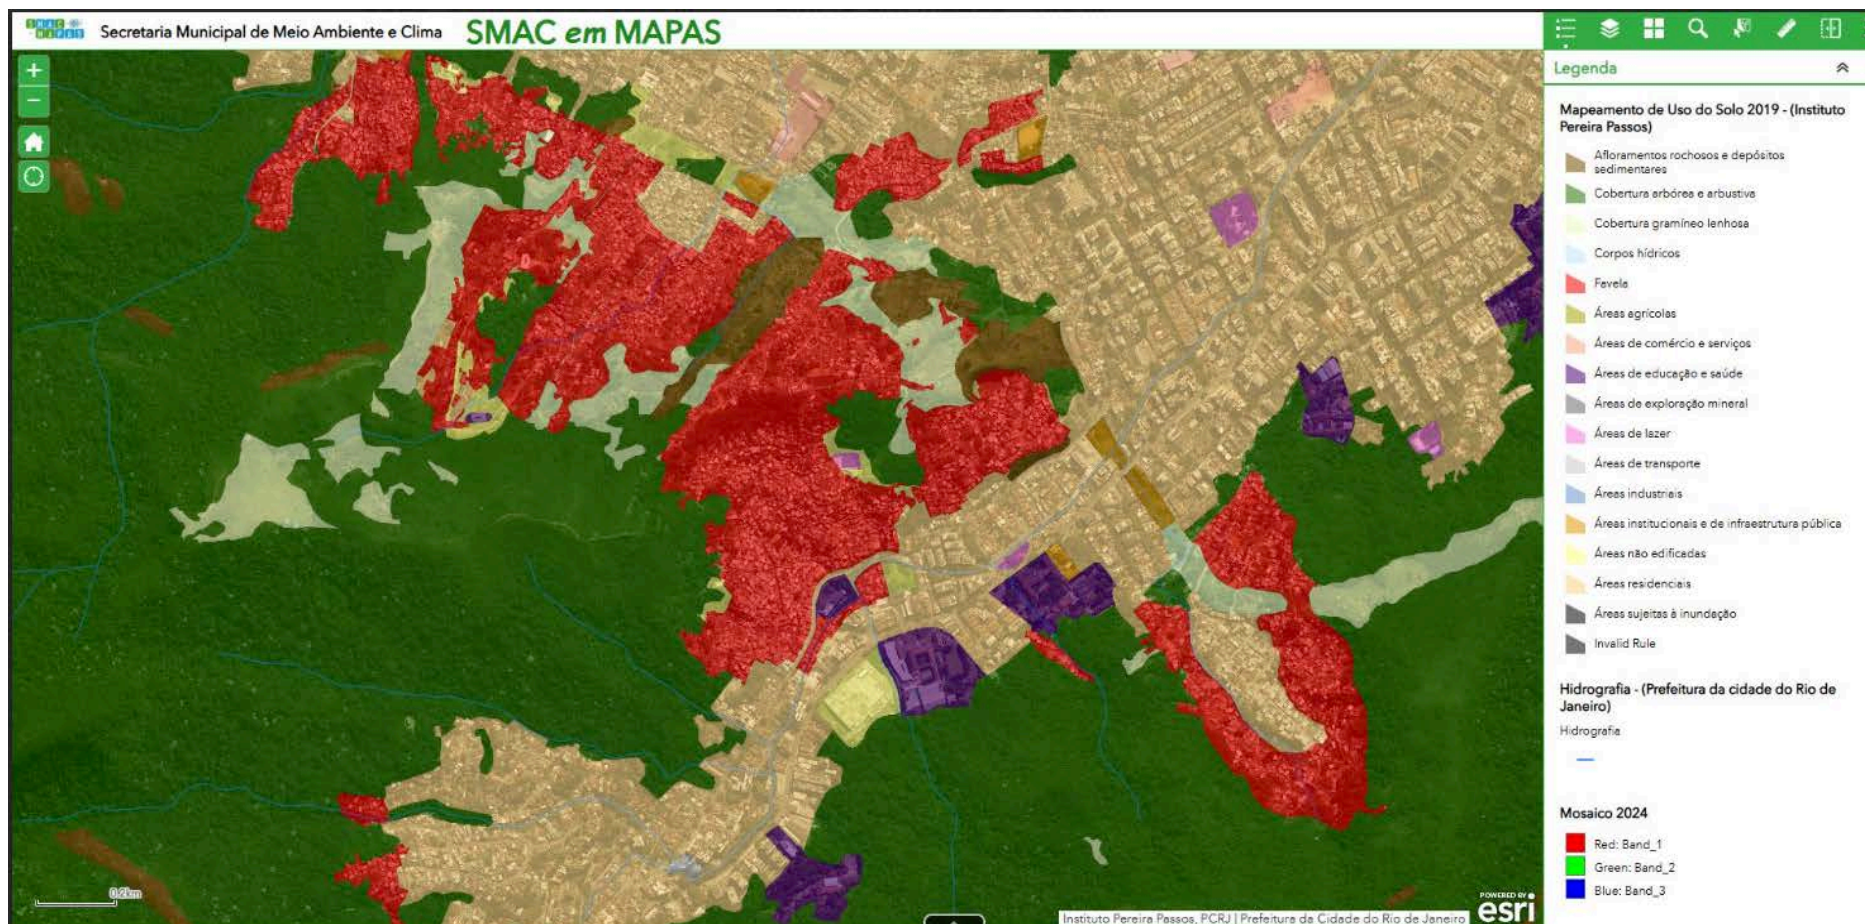 SMAC
MAPAS
Secretaria Municipal de Meio Ambiente e Clima
SMAC em MAPAS
+
−
Legenda
Mapeamento de Uso do Solo 2019 - (Instituto
Pereira Passos)
Afloramentos rochosos e depósitos
sedimentares
Cobertura arbórea e arbustiva
Cobertura gramíneo lenhosa
Corpos hídricos
Favela
Áreas agrícolas
Áreas de comércio e serviços
Áreas de educação e saúde
Áreas de exploração mineral
Áreas de lazer
Áreas de transporte
Áreas industriais
Áreas institucionais e de infraestrutura pública
Áreas não edificadas
Áreas residenciais
Áreas sujeitas à inundação
Invalid Rule
Hidrografia - (Prefeitura da cidade do Rio de
Janeiro)
Hidrografia
Mosaico 2024
Red: Band_1
Green: Band_2
Blue: Band_3
0.2km
Instituto Pereira Passos, PCRJ | Prefeitura da Cidade do Rio de Janeiro
POWERED BY
esri